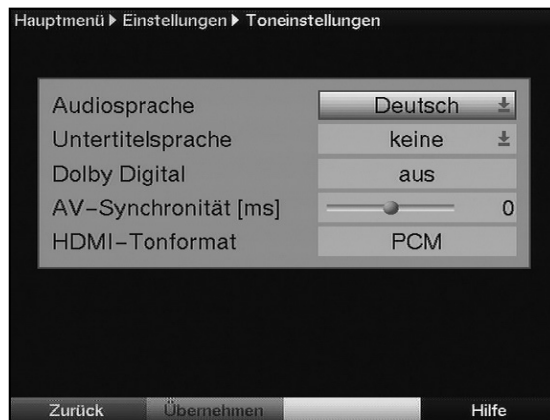 Hauptmenü ▶ Einstellungen ▶ Toneinstellungen
Audiosprache Deutsch
Untertitelsprache keine
Dolby Digital aus
AV-Synchronität [ms] 0
HDMI-Tonformat PCM
Zurück Übernehmen Hilfe